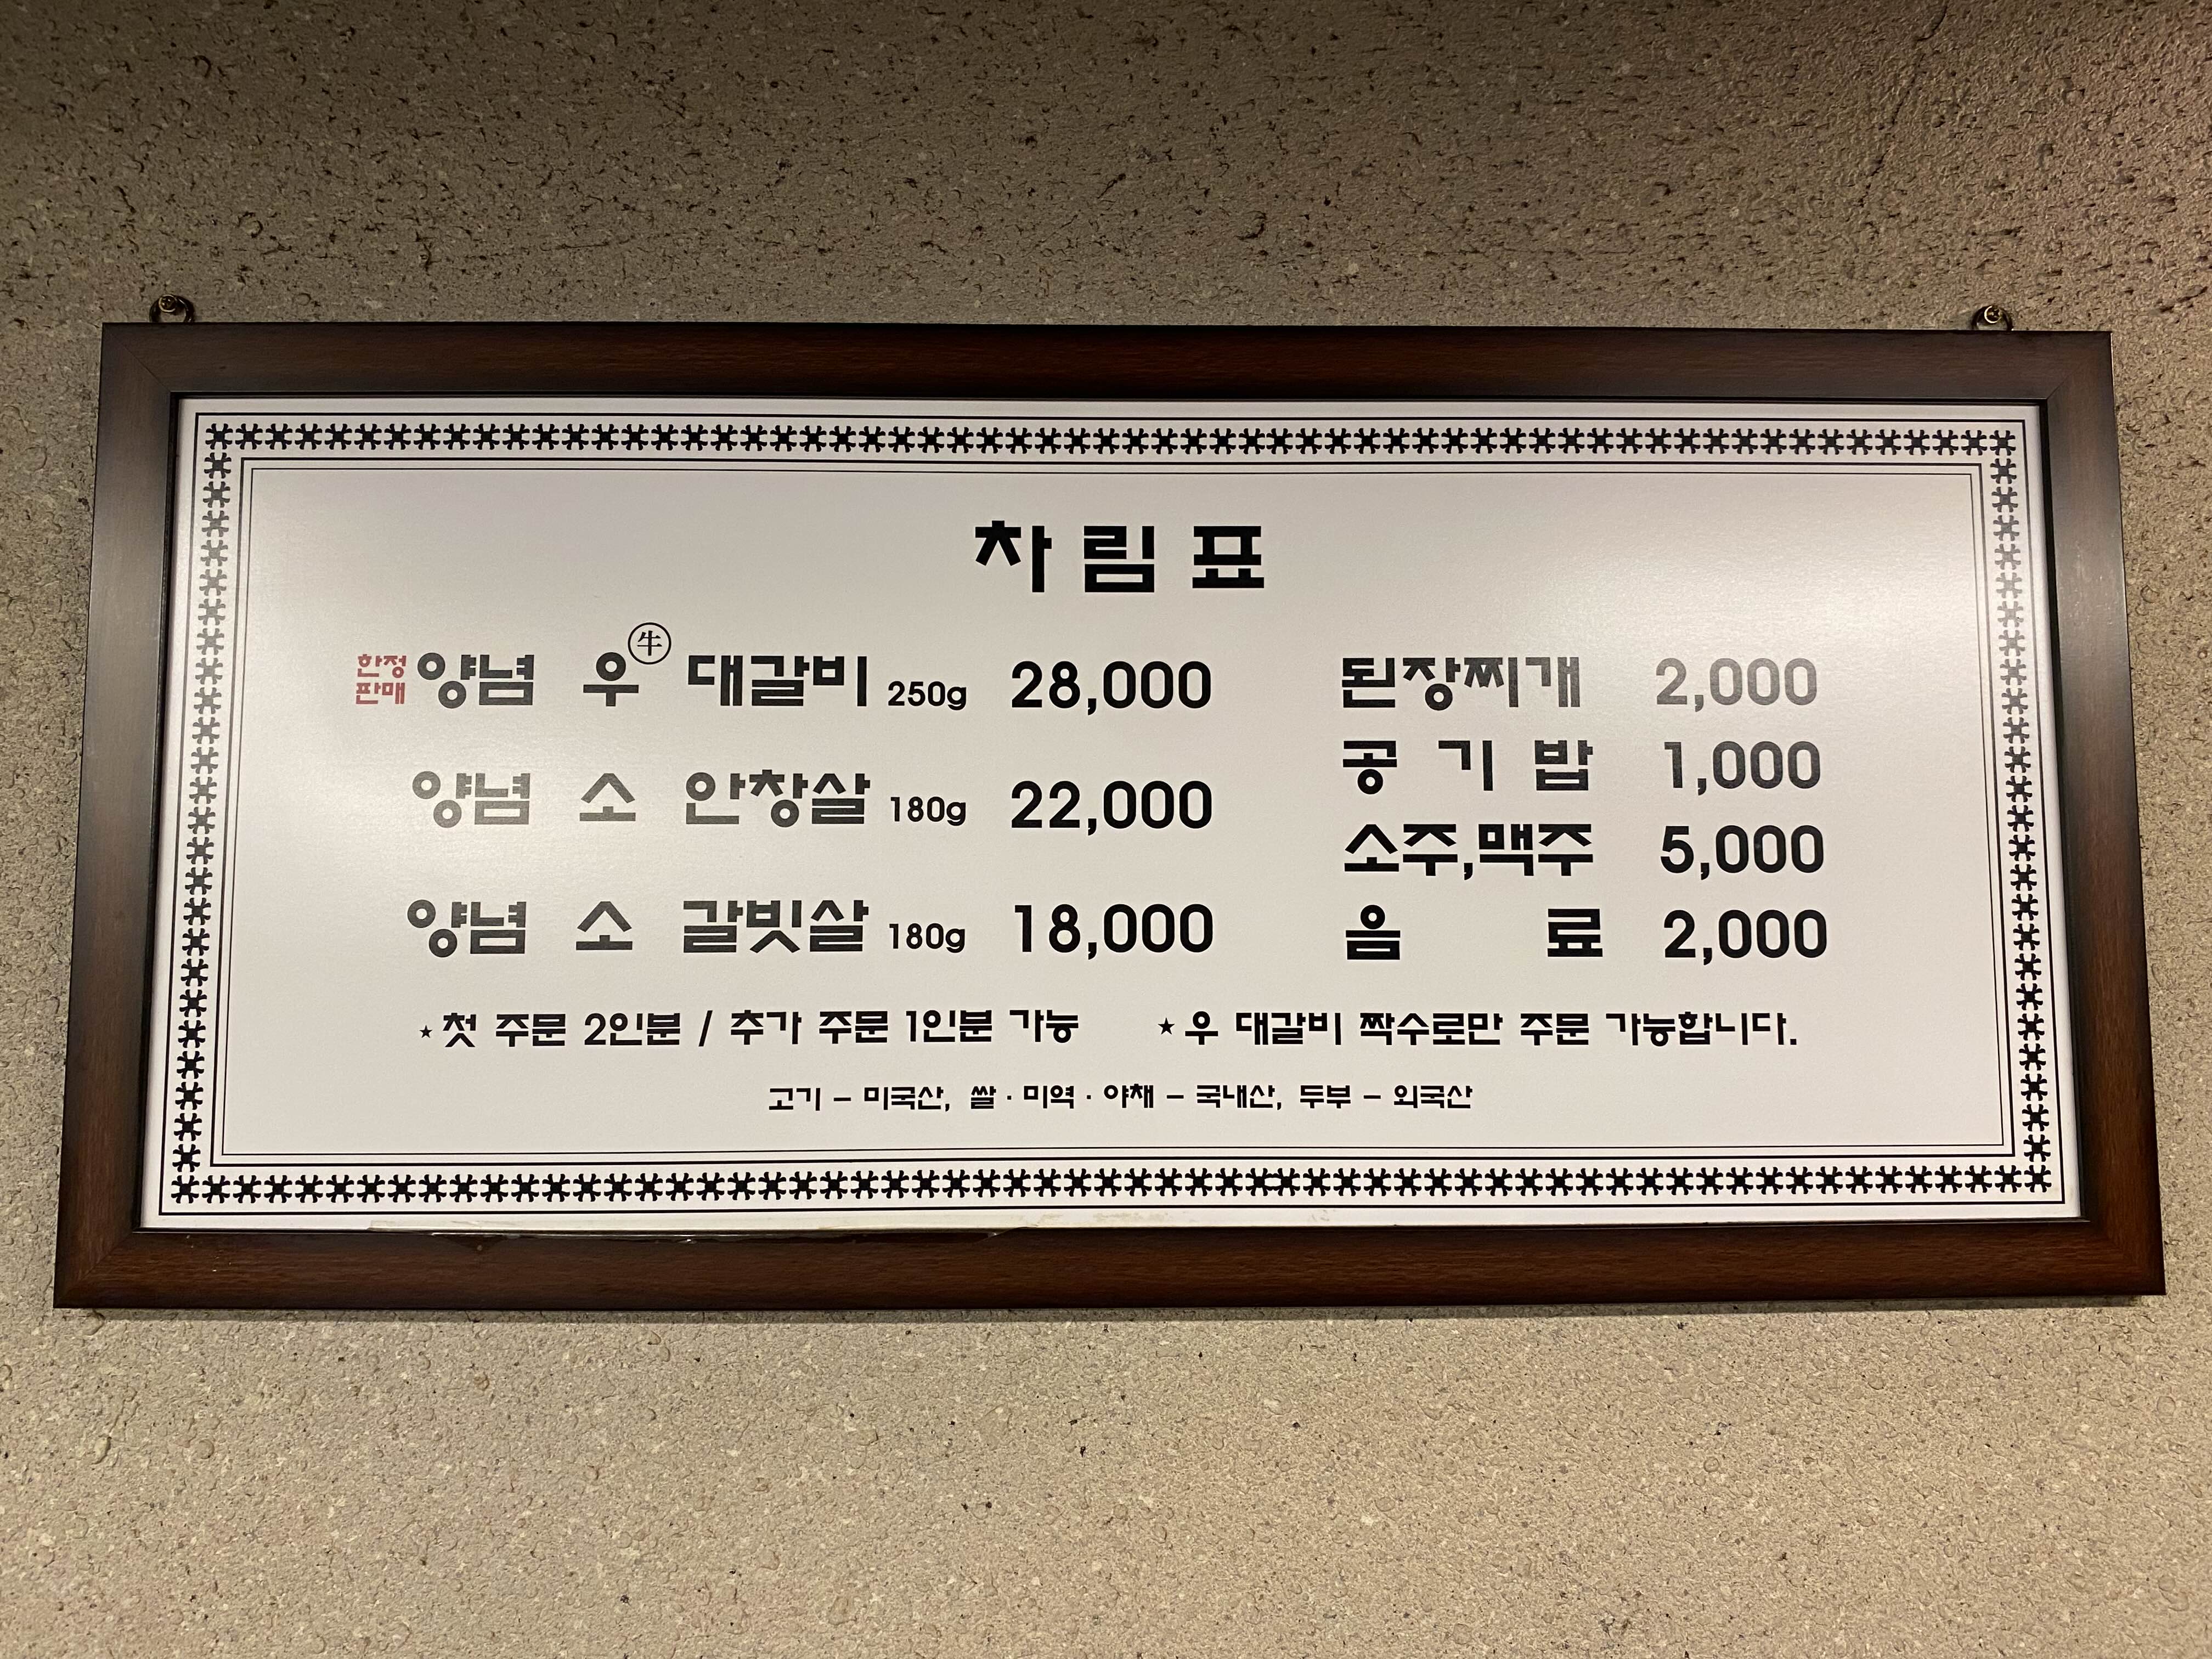 차림표
한정판매 양념 우㊍ 대갈비 250g 28,000
양념 소 안창살 180g 22,000
양념 소 갈빗살 180g 18,000
된장찌개 2,000
공기밥 1,000
소주,맥주 5,000
음료 2,000
★첫 주문 2인분 / 추가 주문 1인분 가능 ★우 대갈비 짝수로만 주문 가능합니다.
고기 – 미국산, 쌀·미역·야채 – 국내산, 두부 – 외국산